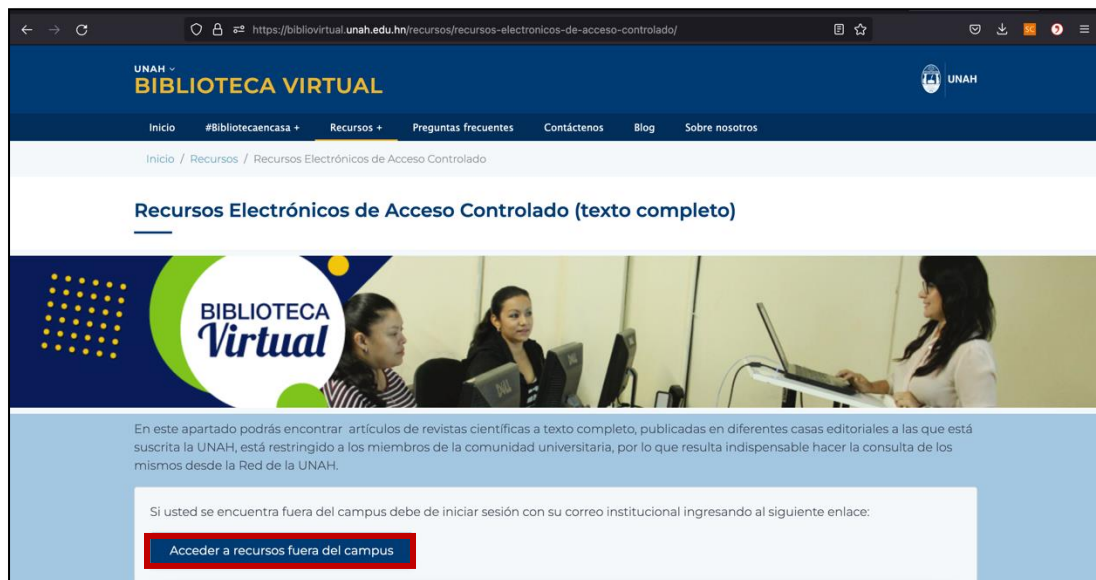 https://bibliovirtual.unah.edu.hn/recursos/recursos-electronicos-de-acceso-controlado/
SC
UNAH
BIBLIOTECA VIRTUAL
UNAH
Inicio #Bibliotecaencasa + Recursos + Preguntas frecuentes Contáctenos Blog Sobre nosotros
Inicio / Recursos / Recursos Electrónicos de Acceso Controlado
Recursos Electrónicos de Acceso Controlado (texto completo)
BIBLIOTECA
Virtual
DELL
En este apartado podrás encontrar artículos de revistas científicas a texto completo, publicadas en diferentes casas editoriales a las que está
suscrita la UNAH, está restringido a los miembros de la comunidad universitaria, por lo que resulta indispensable hacer la consulta de los
mismos desde la Red de la UNAH.
Si usted se encuentra fuera del campus debe de iniciar sesión con su correo institucional ingresando al siguiente enlace:
Acceder a recursos fuera del campus